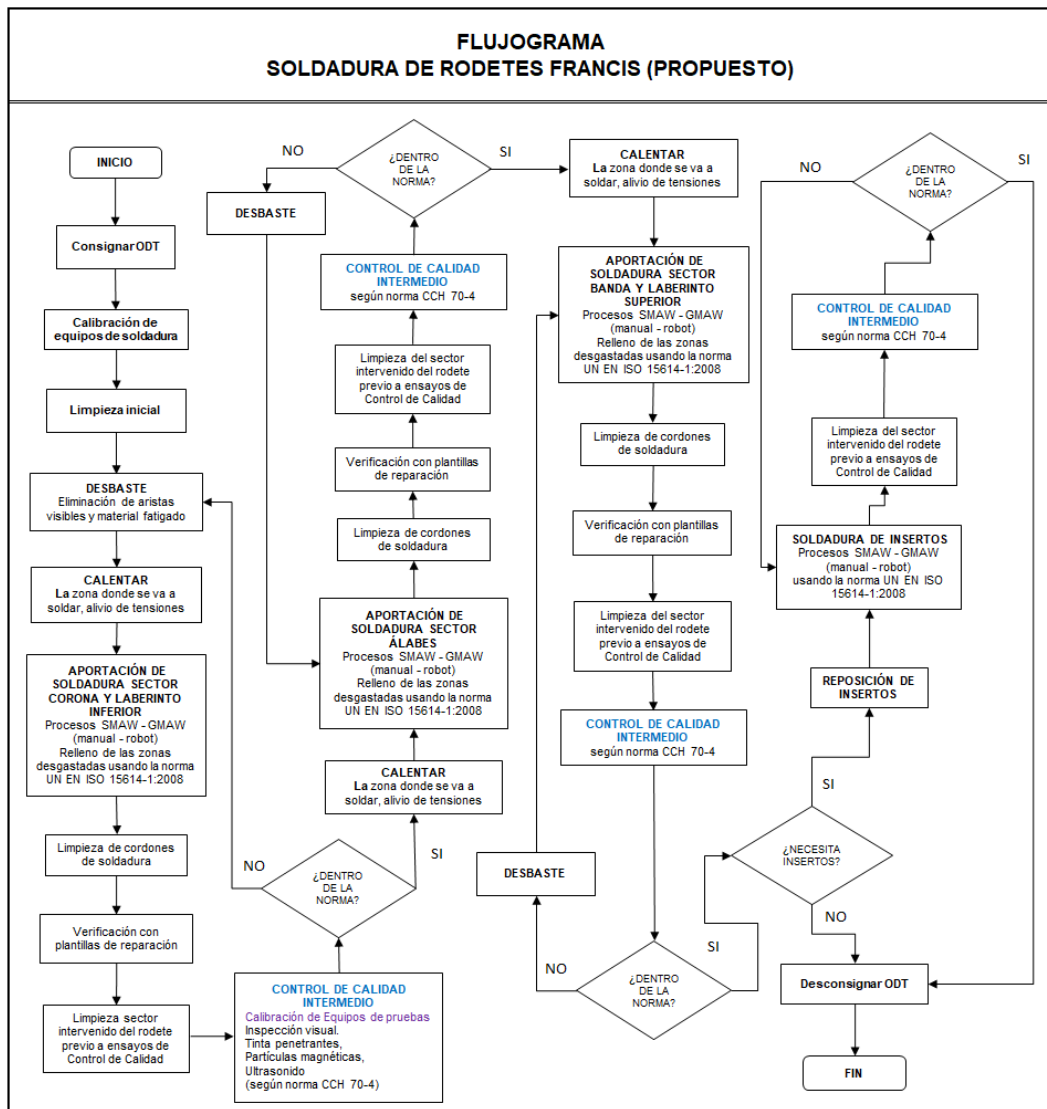 FLUJOGRAMA
SOLDADURA DE RODETES FRANCIS (PROPUESTO)
INICIO
Consignar ODT
Calibración de
equipos de soldadura
Limpieza inicial
DESBASTE
Eliminación de aristas
visibles y material fatigado
CALENTAR
La zona donde se va a
soldar, alivio de tensiones
APORTACIÓN DE
SOLDADURA SECTOR
CORONA Y LABERINTO
INFERIOR
Procesos SMAW - GMAW
(manual - robot)
Relleno de las zonas
desgastadas usando la norma
UN EN ISO 15614-1:2008
Limpieza de cordones
de soldadura
Verificación con
plantillas de reparación
Limpieza sector
intervenido del rodete
previo a ensayos de
Control de Calidad
CONTROL DE CALIDAD
INTERMEDIO
Calibración de Equipos de pruebas
Inspección visual.
Tinta penetrantes,
Partículas magnéticas,
Ultrasonido
(según norma CCH 70-4)
¿DENTRO
DE LA
NORMA?
NO
SI
CALENTAR
La zona donde se va a
soldar, alivio de tensiones
APORTACIÓN DE
SOLDADURA SECTOR
ÁLABES
Procesos SMAW - GMAW
(manual - robot)
Relleno de las zonas
desgastadas usando la norma
UN EN ISO 15614-1:2008
Limpieza de cordones
de soldadura
Verificación con plantillas
de reparación
Limpieza del sector
intervenido del rodete
previo a ensayos de
Control de Calidad
CONTROL DE CALIDAD
INTERMEDIO
según norma CCH 70-4
¿DENTRO
DE LA
NORMA?
NO
SI
DESBASTE
CALENTAR
La zona donde se va a
soldar, alivio de tensiones
APORTACIÓN DE
SOLDADURA SECTOR
BANDA Y LABERINTO
SUPERIOR
Procesos SMAW - GMAW
(manual - robot)
Relleno de las zonas
desgastadas usando la norma
UN EN ISO 15614-1:2008
Limpieza de cordones
de soldadura
Verificación con plantillas
de reparación
Limpieza del sector
intervenido del rodete
previo a ensayos de
Control de Calidad
CONTROL DE CALIDAD
INTERMEDIO
según norma CCH 70-4
¿DENTRO
DE LA
NORMA?
NO
SI
DESBASTE
¿NECESITA
INSERTOS?
SI
NO
REPOSICIÓN DE
INSERTOS
SOLDADURA DE INSERTOS
Procesos SMAW - GMAW
(manual - robot)
usando la norma UN EN ISO
15614-1:2008
Limpieza del sector
intervenido del rodete
previo a ensayos de
Control de Calidad
CONTROL DE CALIDAD
INTERMEDIO
según norma CCH 70-4
¿DENTRO
DE LA
NORMA?
NO
SI
Desconsignar ODT
FIN